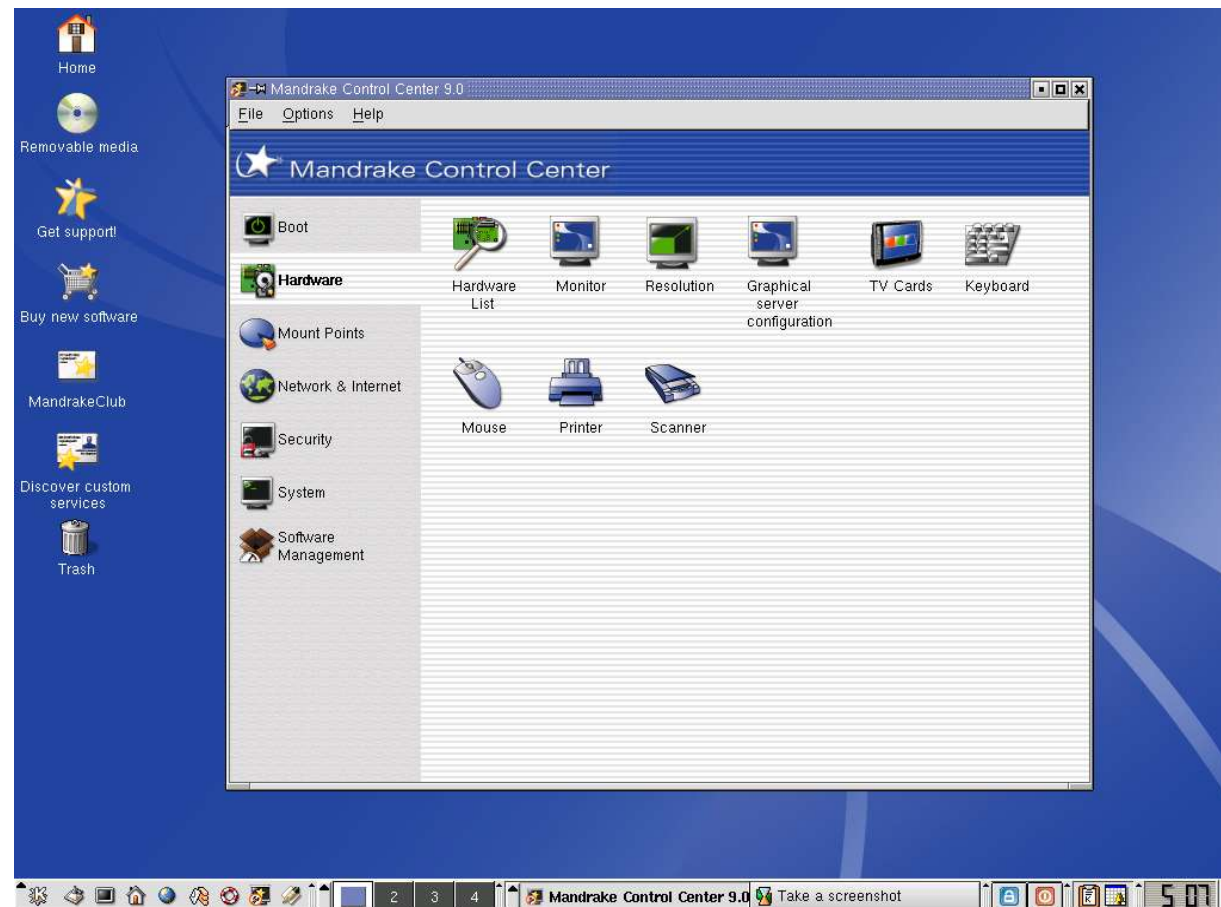 Home
Removable media
Get support!
Buy new software
MandrakeClub
Discover custom
services
Trash
Mandrake Control Center 9.0
File Options Help
Mandrake Control Center
Boot
Hardware
Mount Points
Network & Internet
Security
System
Software
Management
Hardware
List
Monitor
Resolution
Graphical
server
configuration
TV Cards
Keyboard
Mouse
Printer
Scanner
2 3 4
Mandrake Control Center 9.0
Take a screenshot
5 07